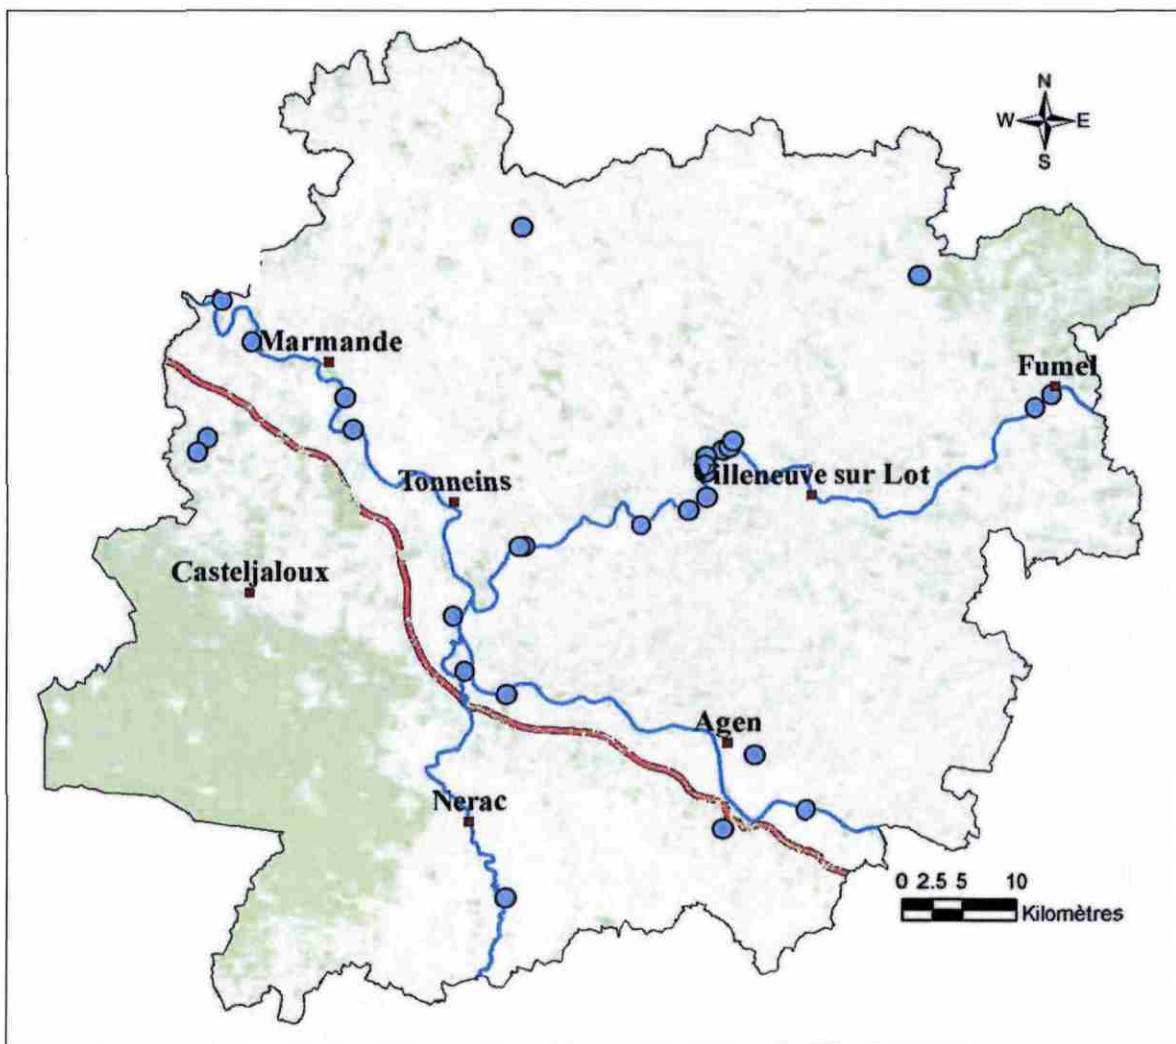 N
W E
S
Marmande
Fumel
Tonneins
Villeneuve sur Lot
Casteljaloux
Agen
Nerac
0 2.5 5 10
Kilomètres